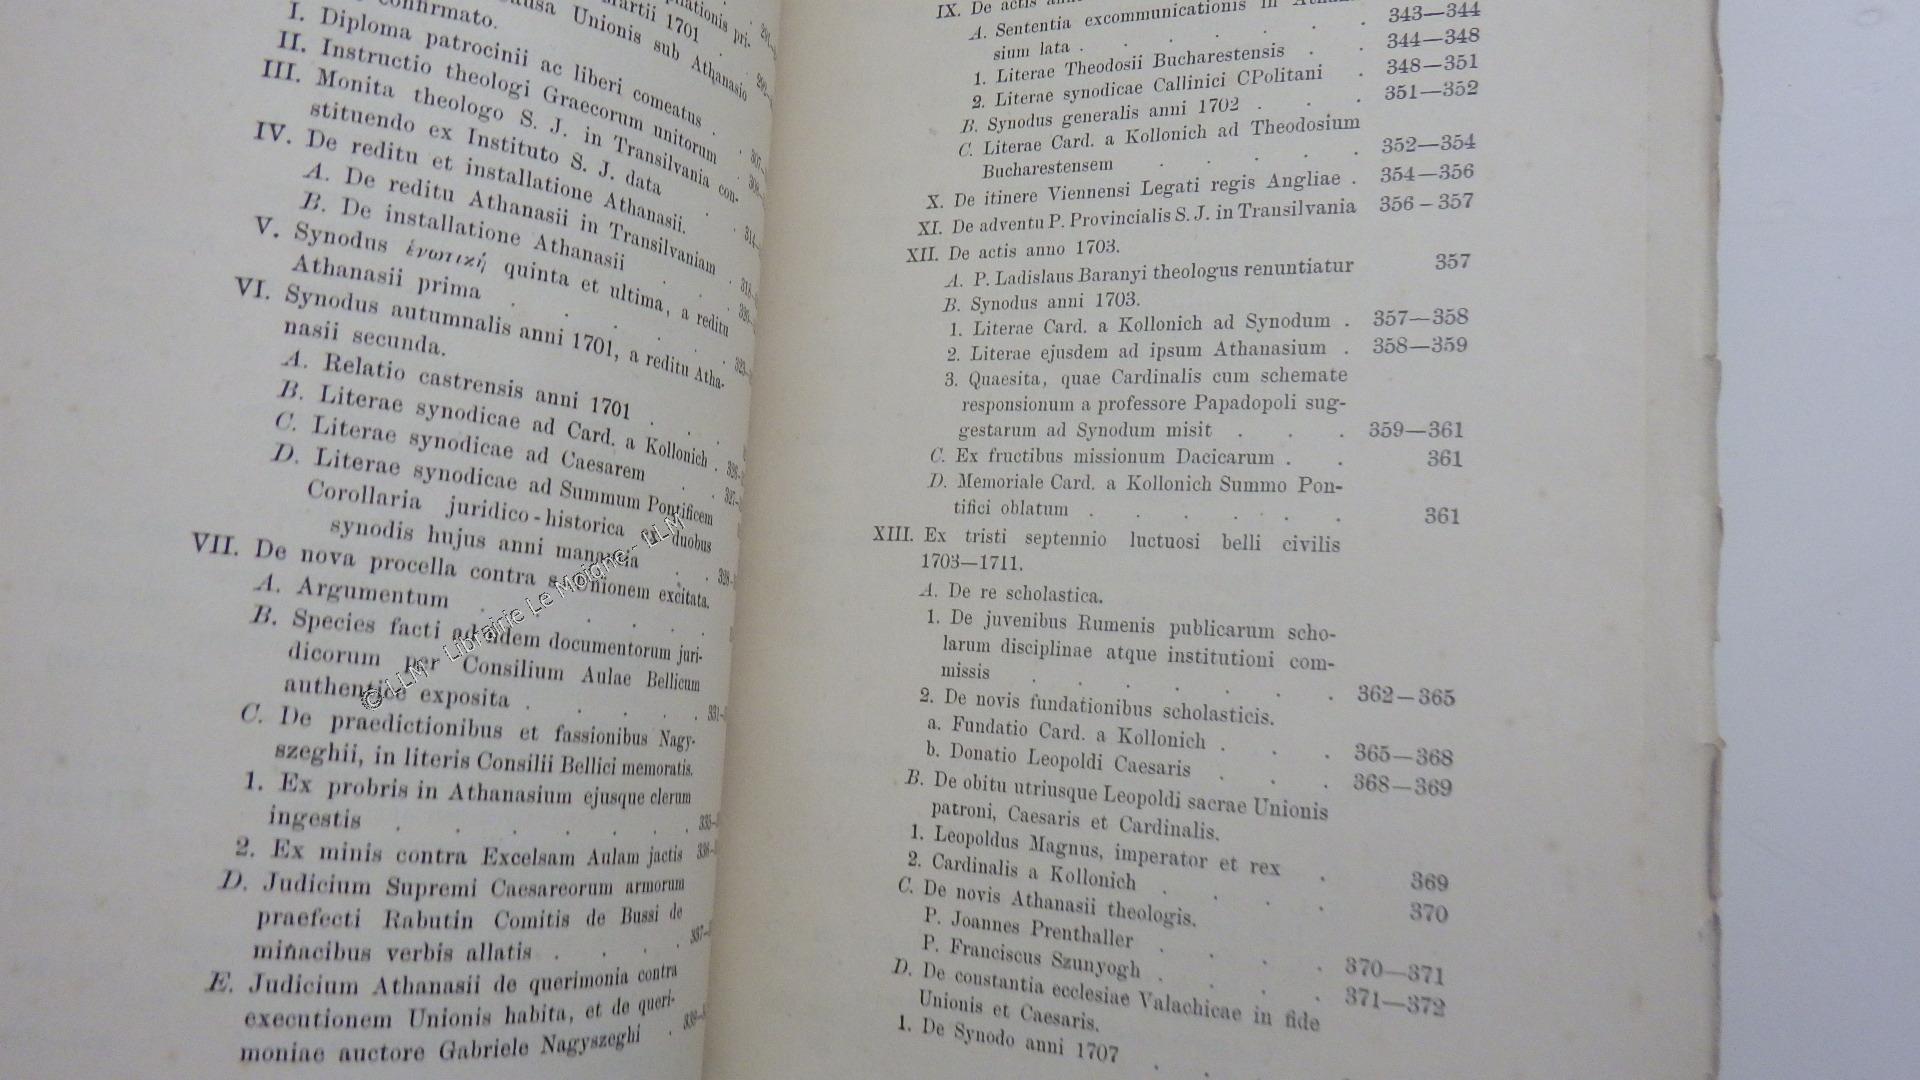 confirmato.
Unionis sub Athanasio
I. Diploma patrocinii ac liberi comeatus .
II. Instructio theologi Graecorum unitorum
III. Monita theologo S. J. in Transilvania con-
stituendo ex Instituto S. J. data
IV. De reditu et installatione Athanasii.
A. De reditu Athanasii in Transilvaniam
B. De installatione Athanasii
V. Synodus ἑνωτικὴ quinta et ultima, a reditu
Athanasii prima
VI. Synodus autumnalis anni 1701, a reditu Atha-
nasii secunda.
A. Relatio castrensis anni 1701
B. Literae synodicae ad Card. a Kollonich .
C. Literae synodicae ad Caesarem
D. Literae synodicae ad Summum Pontificem
Corollaria juridico-historica duobus
synodis hujus anni
VII. De nova procella contra excitata.
A. Argumentum
B. Species facti documentorum juri-
dicorum per Consilium Aulae Bellicum
authentice exposita
C. De praedictionibus et fassionibus Nagy-
szeghii, in literis Consilii Bellici memoratis.
1. Ex probris in Athanasium ejusque clerum
ingestis
2. Ex minis contra Excelsam Aulam jactis
D. Judicium Supremi Caesareorum armorum
praefecti Rabutin Comitis de Bussi de
minacibus verbis allatis
E. Judicium Athanasii de querimonia contra
executionem Unionis habita, et de queri-
moniae auctore Gabriele Nagyszeghi
© LLM - Librairie Le Moigne - LLM
IX. De actis
A. Sententia excommunicationis in
sium lata . 343—344
1. Literae Theodosii Bucharestensis . 344—348
2. Literae synodicae Callinici CPolitani . 348—351
B. Synodus generalis anni 1702 . 351—352
C. Literae Card. a Kollonich ad Theodosium
Bucharestensem . 352—354
X. De itinere Viennensi Legati regis Angliae . 354—356
XI. De adventu P. Provincialis S. J. in Transilvania 356—357
XII. De actis anno 1703.
A. P. Ladislaus Baranyi theologus renuntiatur 357
B. Synodus anni 1703.
1. Literae Card. a Kollonich ad Synodum . 357—358
2. Literae ejusdem ad ipsum Athanasium . 358—359
3. Quaesita, quae Cardinalis cum schemate
responsionum a professore Papadopoli sug-
gestarum ad Synodum misit . . . 359—361
C. Ex fructibus missionum Dacicarum . . 361
D. Memoriale Card. a Kollonich Summo Pon-
tifici oblatum . . . . . 361
XIII. Ex tristi septennio luctuosi belli civilis
1703—1711.
A. De re scholastica.
1. De juvenibus Rumenis publicarum scho-
larum disciplinae atque institutioni com-
missis . . . . . . 362—365
2. De novis fundationibus scholasticis.
a. Fundatio Card. a Kollonich . . . 365—368
b. Donatio Leopoldi Caesaris . . . 368—369
B. De obitu utriusque Leopoldi sacrae Unionis
patroni, Caesaris et Cardinalis.
1. Leopoldus Magnus, imperator et rex . 369
2. Cardinalis a Kollonich . . . . 370
C. De novis Athanasii theologis.
P. Joannes Prenthaller . . . . 370—371
P. Franciscus Szunyogh . . . . 371—372
D. De constantia ecclesiae Valachicae in fide
Unionis et Caesaris.
1. De Synodo anni 1707